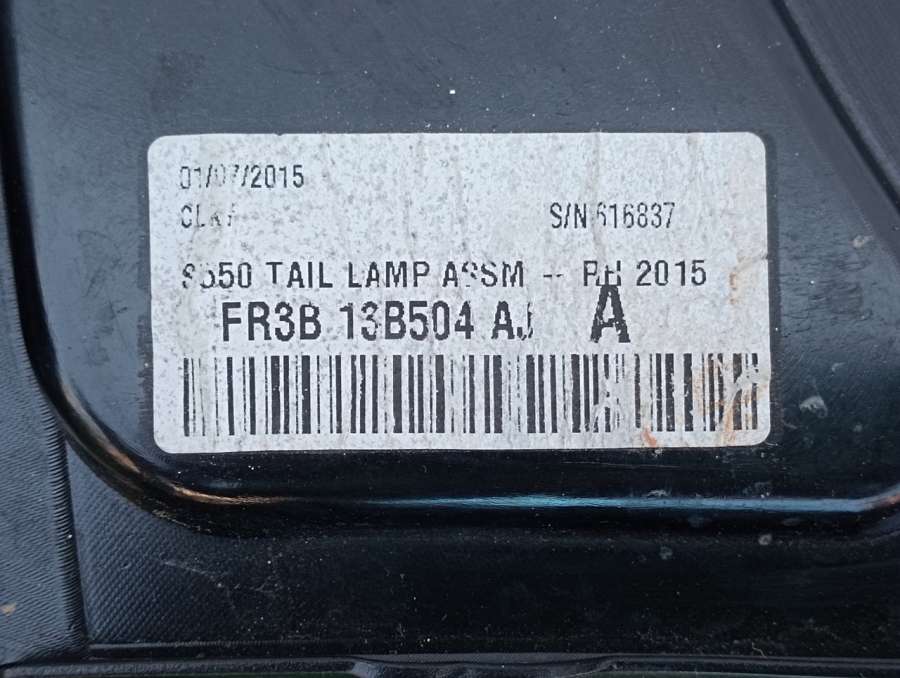 01/07/2015
S/N 616837
S550 TAIL LAMP ASSM -- RH 2015
FR3B 13B504 AJ A